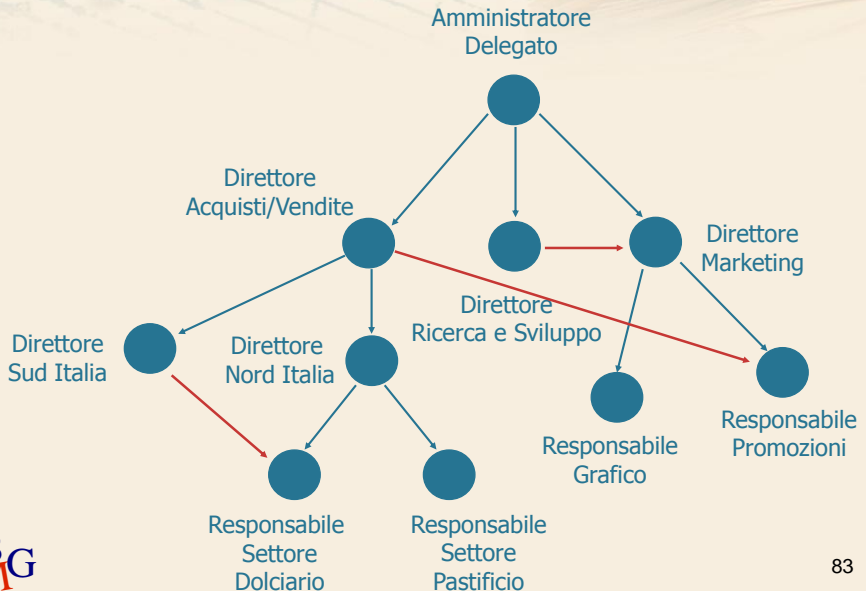 Amministratore
Delegato
Direttore
Acquisti/Vendite
Direttore
Marketing
Direttore
Ricerca e Sviluppo
Direttore
Sud Italia
Direttore
Nord Italia
Responsabile
Promozioni
Responsabile
Grafico
Responsabile
Settore
Dolciario
Responsabile
Settore
Pastificio
G
83